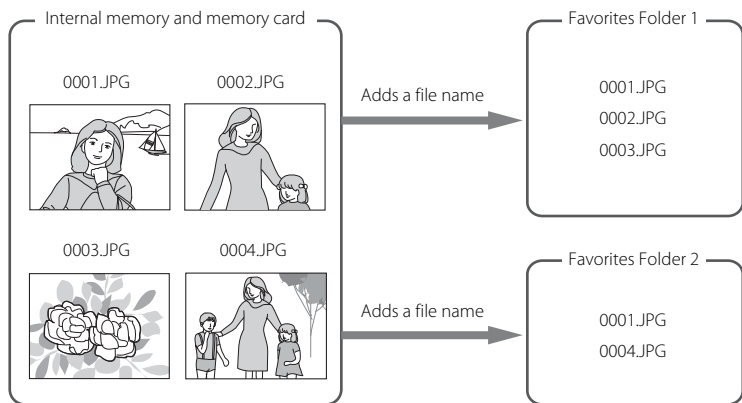 Internal memory and memory card
0001.JPG
0002.JPG
0003.JPG
0004.JPG
Adds a file name
Favorites Folder 1
0001.JPG
0002.JPG
0003.JPG
Adds a file name
Favorites Folder 2
0001.JPG
0004.JPG